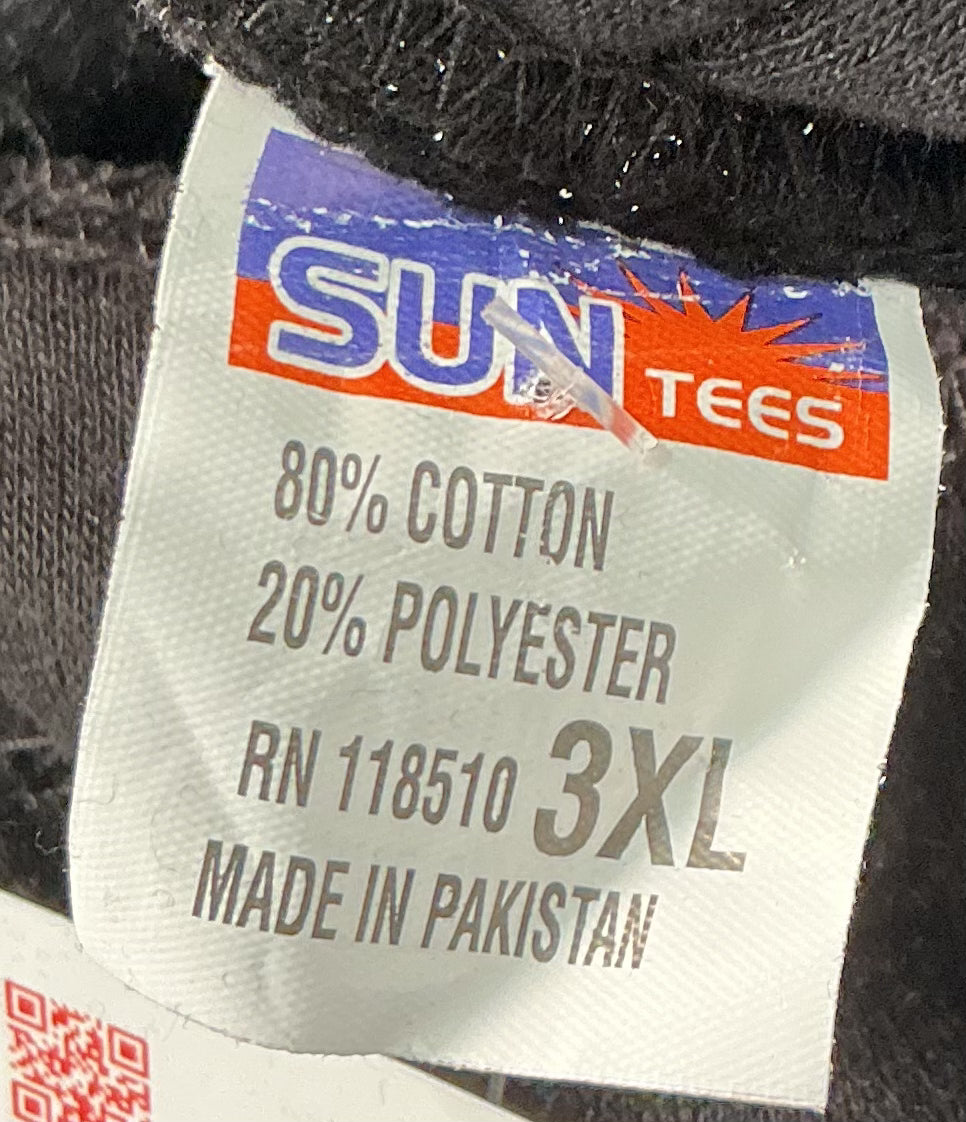 SUN TEES
80% COTTON
20% POLYESTER
RN 118510 3XL
MADE IN PAKISTAN